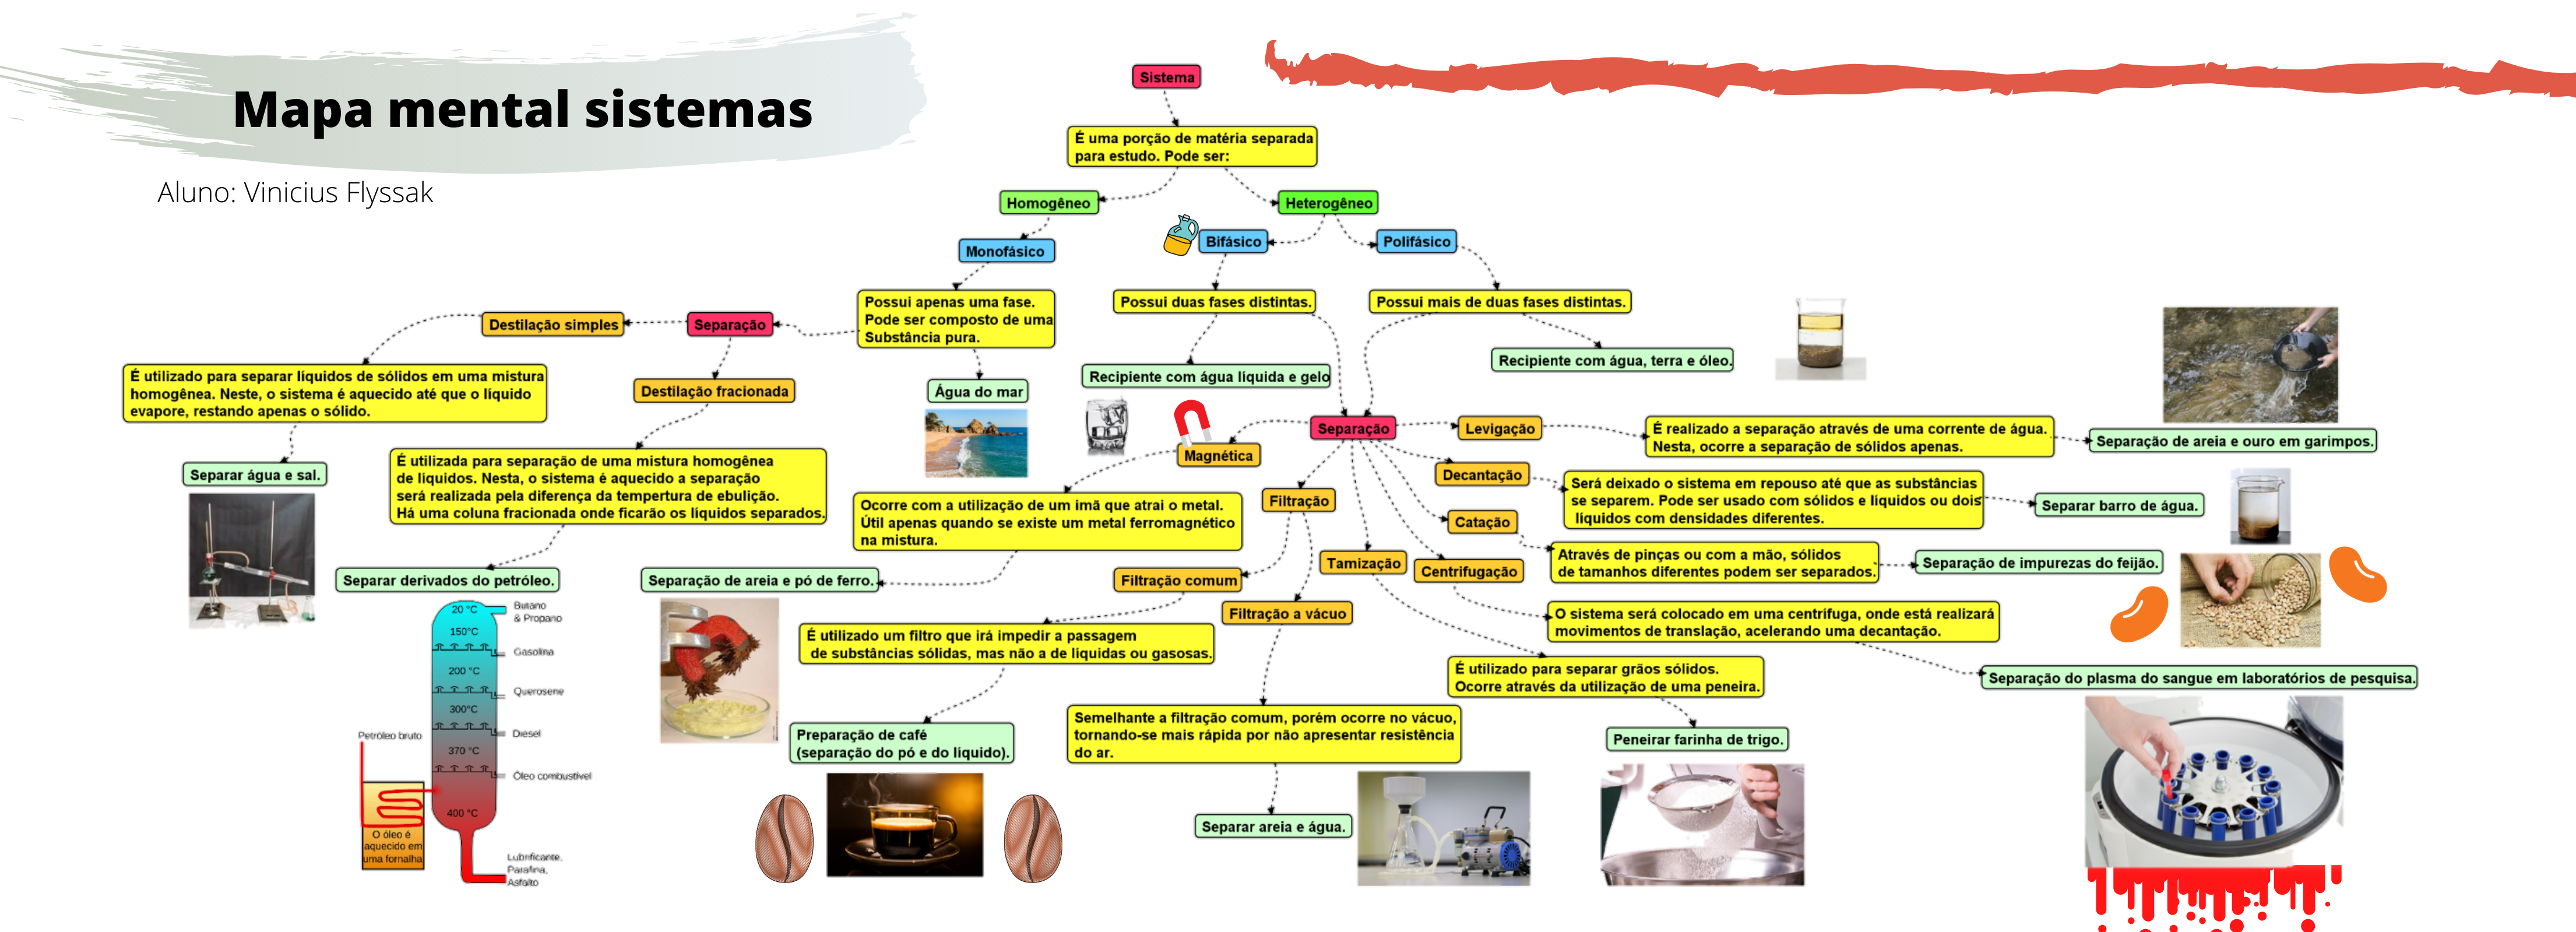 Mapa mental sistemas
Aluno: Vinicius Flyssak
Sistema
É uma porção de matéria separada
para estudo. Pode ser:
Homogêneo
Heterogêneo
Monofásico
Bifásico
Polifásico
Possui apenas uma fase.
Pode ser composto de uma
Substância pura.
Possui duas fases distintas.
Possui mais de duas fases distintas.
Destilação simples
Separação
Água do mar
Recipiente com água liquida e gelo
Recipiente com água, terra e óleo.
É utilizado para separar líquidos de sólidos em uma mistura
homogênea. Neste, o sistema é aquecido até que o líquido
evapore, restando apenas o sólido.
Destilação fracionada
Separar água e sal.
É utilizada para separação de uma mistura homogênea
de líquidos. Nesta, o sistema é aquecido a separação
será realizada pela diferença da tempertura de ebulição.
Há uma coluna fracionada onde ficarão os líquidos separados.
Separar derivados do petróleo.
20 °C
Butano
& Propano
150°C
Gasolina
200 °C
Querosene
300°C
Diesel
Petróleo bruto
370 °C
Óleo combustível
400 °C
O óleo é
aquecido em
uma fornalha
Lubrificante,
Parafina,
Asfalto
Separação
Magnética
Ocorre com a utilização de um imã que atrai o metal.
Útil apenas quando se existe um metal ferromagnético
na mistura.
Separação de areia e pó de ferro.
Filtração
Filtração comum
É utilizado um filtro que irá impedir a passagem
de substâncias sólidas, mas não a de liquidas ou gasosas.
Preparação de café
(separação do pó e do líquido).
Filtração a vácuo
Semelhante a filtração comum, porém ocorre no vácuo,
tornando-se mais rápida por não apresentar resistência
do ar.
Separar areia e água.
Tamização
É utilizado para separar grãos sólidos.
Ocorre através da utilização de uma peneira.
Peneirar farinha de trigo.
Centrifugação
O sistema será colocado em uma centrífuga, onde está realizará
movimentos de translação, acelerando uma decantação.
Separação do plasma do sangue em laboratórios de pesquisa.
Catação
Através de pinças ou com a mão, sólidos
de tamanhos diferentes podem ser separados.
Separação de impurezas do feijão.
Decantação
Será deixado o sistema em repouso até que as substâncias
se separem. Pode ser usado com sólidos e líquidos ou dois
líquidos com densidades diferentes.
Separar barro de água.
Levigação
É realizado a separação através de uma corrente de água.
Nesta, ocorre a separação de sólidos apenas.
Separação de areia e ouro em garimpos.